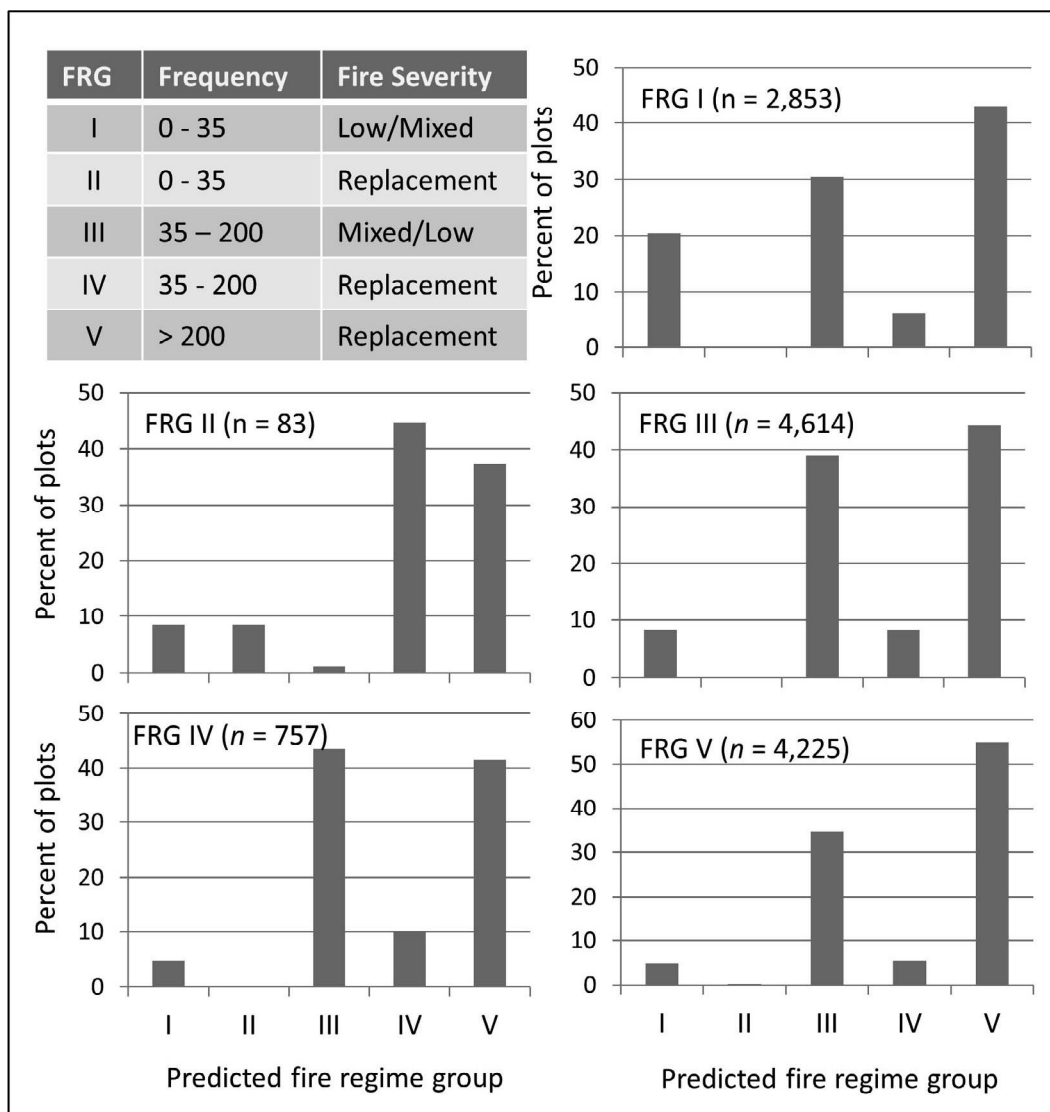 FRG Frequency Fire Severity
I 0 - 35 Low/Mixed
II 0 - 35 Replacement
III 35 – 200 Mixed/Low
IV 35 - 200 Replacement
V > 200 Replacement
FRG I (n = 2,853)
Percent of plots
50
40
30
20
10
0
FRG II (n = 83)
Percent of plots
50
40
30
20
10
0
FRG III (n = 4,614)
50
40
30
20
10
0
FRG IV (n = 757)
Percent of plots
50
40
30
20
10
0
I II III IV V
Predicted fire regime group
FRG V (n = 4,225)
60
50
40
30
20
10
0
I II III IV V
Predicted fire regime group